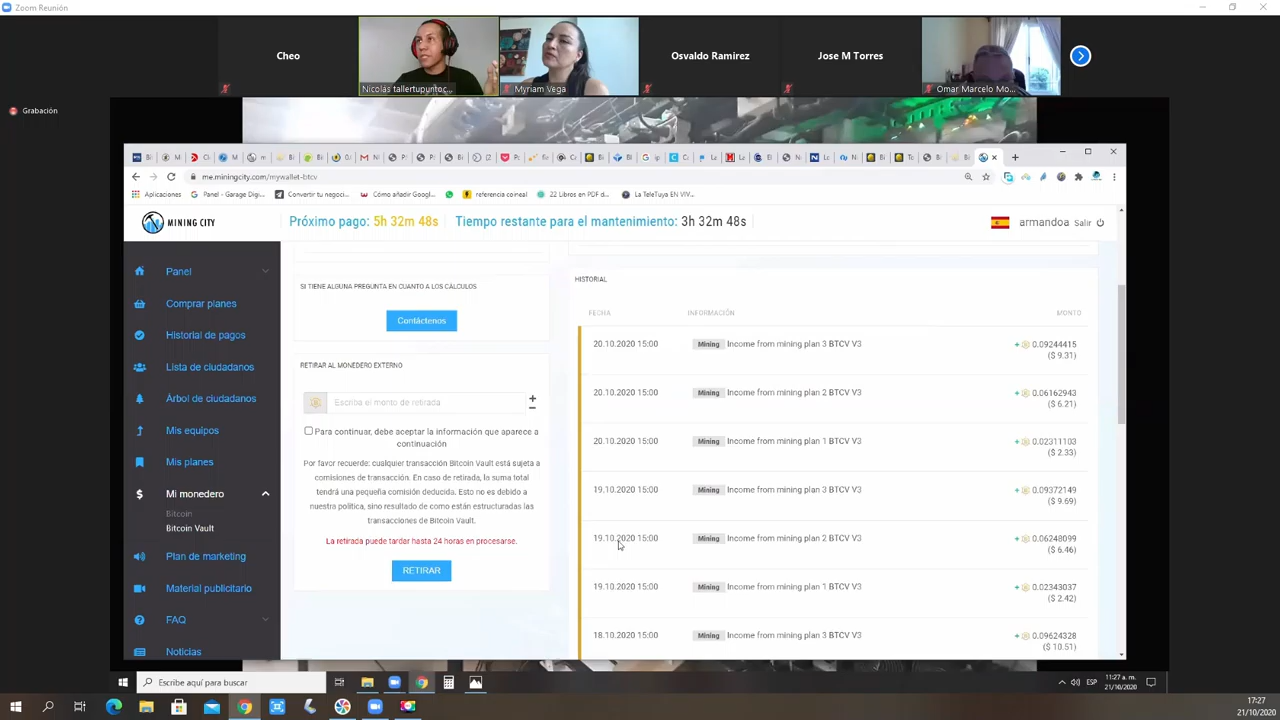 Zoom Reunión
Cheo
Nicolás tallertupuntoc...
Myriam Vega
Osvaldo Ramirez
Jose M Torres
Omar Marcelo Mo...
Grabación
me.miningcity.com/mywallet-btcv
Aplicaciones
Panel - Garage Digi...
Convertir tu negoci...
Cómo añadir Googl...
referencia coineal
22 Libros en PDF d...
La TeleTuya EN VIV...
MINING CITY
Próximo pago: 5h 32m 48s
Tiempo restante para el mantenimiento: 3h 32m 48s
armandoa Salir
Panel
Comprar planes
Historial de pagos
Lista de ciudadanos
Árbol de ciudadanos
Mis equipos
Mis planes
Mi monedero
Bitcoin
Bitcoin Vault
Plan de marketing
Material publicitario
FAQ
Noticias
SI TIENE ALGUNA PREGUNTA EN CUANTO A LOS CÁLCULOS
Contáctenos
RETIRAR AL MONEDERO EXTERNO
Escriba el monto de retirada
Para continuar, debe aceptar la información que aparece a
continuación
Por favor recuerde: cualquier transacción Bitcoin Vault está sujeta a
comisiones de transacción. En caso de retirada, la suma total
tendrá una pequeña comisión deducida. Esto no es debido a
nuestra política, sino resultado de como están estructuradas las
transacciones de Bitcoin Vault.
La retirada puede tardar hasta 24 horas en procesarse.
RETIRAR
HISTORIAL
FECHA INFORMACIÓN MONTO
20.10.2020 15:00 Mining Income from mining plan 3 BTCV V3 + 0.09244415
($ 9.31)
20.10.2020 15:00 Mining Income from mining plan 2 BTCV V3 + 0.06162943
($ 6.21)
20.10.2020 15:00 Mining Income from mining plan 1 BTCV V3 + 0.02311103
($ 2.33)
19.10.2020 15:00 Mining Income from mining plan 3 BTCV V3 + 0.09372149
($ 9.69)
19.10.2020 15:00 Mining Income from mining plan 2 BTCV V3 + 0.06248099
($ 6.46)
19.10.2020 15:00 Mining Income from mining plan 1 BTCV V3 + 0.02343037
($ 2.42)
18.10.2020 15:00 Mining Income from mining plan 3 BTCV V3 + 0.09624328
($ 10.51)
Escribe aquí para buscar
ESP
11:27 a. m.
21/10/2020
17:27
21/10/2020